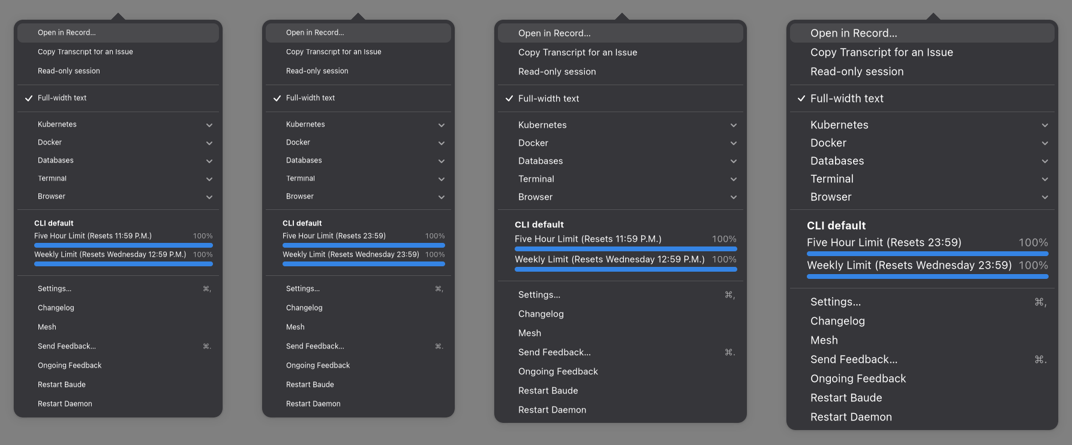 Open in Record...
Copy Transcript for an Issue
Read-only session
Full-width text
Kubernetes
Docker
Databases
Terminal
Browser
CLI default
Five Hour Limit (Resets 11:59 P.M.) 100%
Weekly Limit (Resets Wednesday 12:59 P.M.) 100%
Settings... ⌘,
Changelog
Mesh
Send Feedback... ⌘.
Ongoing Feedback
Restart Baude
Restart Daemon
Open in Record...
Copy Transcript for an Issue
Read-only session
Full-width text
Kubernetes
Docker
Databases
Terminal
Browser
CLI default
Five Hour Limit (Resets 23:59) 100%
Weekly Limit (Resets Wednesday 23:59) 100%
Settings... ⌘,
Changelog
Mesh
Send Feedback... ⌘.
Ongoing Feedback
Restart Baude
Restart Daemon
Open in Record...
Copy Transcript for an Issue
Read-only session
Full-width text
Kubernetes
Docker
Databases
Terminal
Browser
CLI default
Five Hour Limit (Resets 11:59 P.M.) 100%
Weekly Limit (Resets Wednesday 12:59 P.M.) 100%
Settings... ⌘,
Changelog
Mesh
Send Feedback... ⌘.
Ongoing Feedback
Restart Baude
Restart Daemon
Open in Record...
Copy Transcript for an Issue
Read-only session
Full-width text
Kubernetes
Docker
Databases
Terminal
Browser
CLI default
Five Hour Limit (Resets 23:59) 100%
Weekly Limit (Resets Wednesday 23:59) 100%
Settings... ⌘,
Changelog
Mesh
Send Feedback... ⌘.
Ongoing Feedback
Restart Baude
Restart Daemon